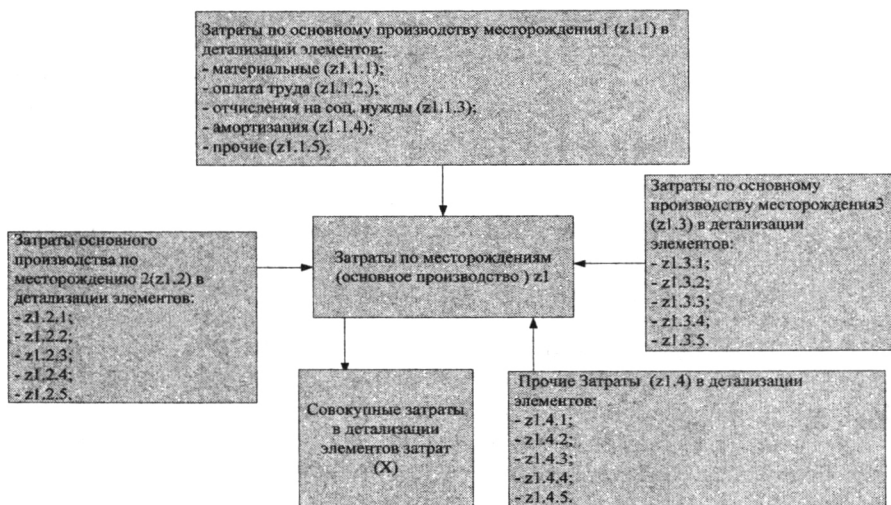 Затраты по основному производству месторождения1 (z1.1) в
детализации элементов:
- материальные (z1.1.1);
- оплата труда (z1.1.2.);
- отчисления на соц. нужды (z1.1.3);
- амортизация (z1.1.4);
- прочие (z1.1.5).
Затраты по основному
производству месторождения3
(z1.3) в детализации
элементов:
- z1.3.1;
- z1.3.2;
- z1.3.3;
- z1.3.4;
- z1.3.5.
Затраты по месторождениям
(основное производство ) z1
Затраты основного
производства по
месторождению 2(z1.2) в
детализации элементов:
- z1.2.1;
- z1.2.2;
- z1.2.3;
- z1.2.4;
- z1.2.5.
Совокупные затраты
в детализации
элементов затрат
(X)
Прочие Затраты (z1.4) в детализации
элементов:
- z1.4.1;
- z1.4.2;
- z1.4.3;
- z1.4.4;
- z1.4.5.